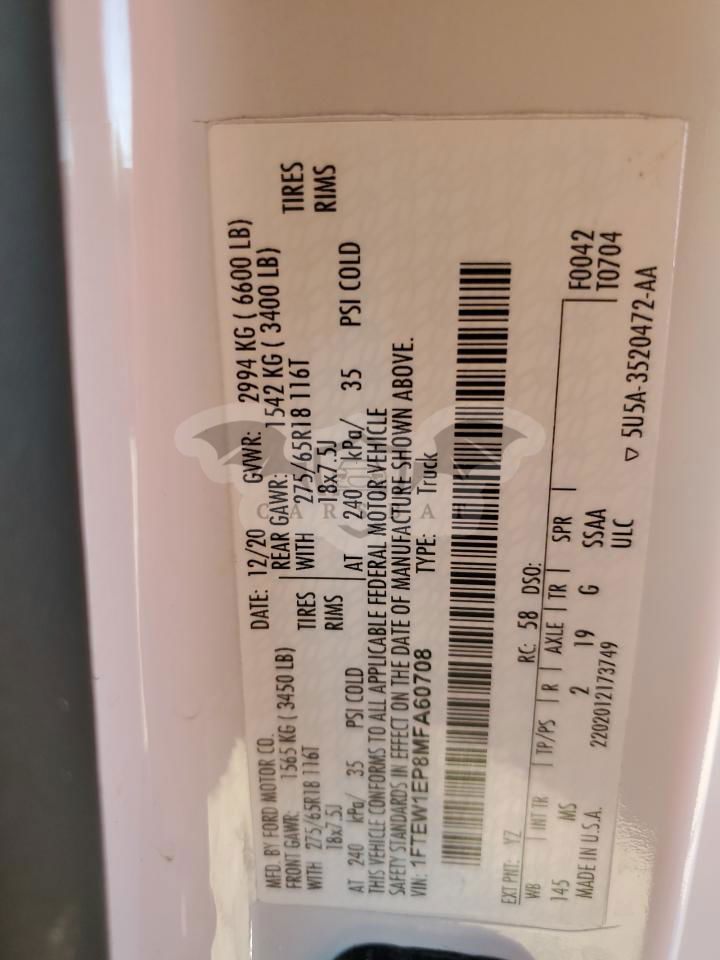 MFD. BY FORD MOTOR CO.
DATE: 12/20 GVWR: 2994 KG ( 6600 LB)
FRONT GAWR: 1565 KG ( 3450 LB)
REAR GAWR: 1542 KG ( 3400 LB)
WITH 275/65R18 116T TIRES
WITH 275/65R18 116T TIRES
18x7.5J RIMS
18x7.5J RIMS
AT 240 kPa/ 35 PSI COLD
AT 240 kPa/ 35 PSI COLD
THIS VEHICLE CONFORMS TO ALL APPLICABLE FEDERAL MOTOR VEHICLE
SAFETY STANDARDS IN EFFECT ON THE DATE OF MANUFACTURE SHOWN ABOVE.
VIN: 1FTEW1EP8MFA60708 TYPE: Truck
EXT PNT: YZ RC: 58 DSO:
WB INT TR TP/PS R AXLE TR SPR
145 MS 2 19 G SSAA
F0042
T0704
MADE IN U.S.A. 2202012173749 ULC
▽ 5U5A-3520472-AA
CAR BAT